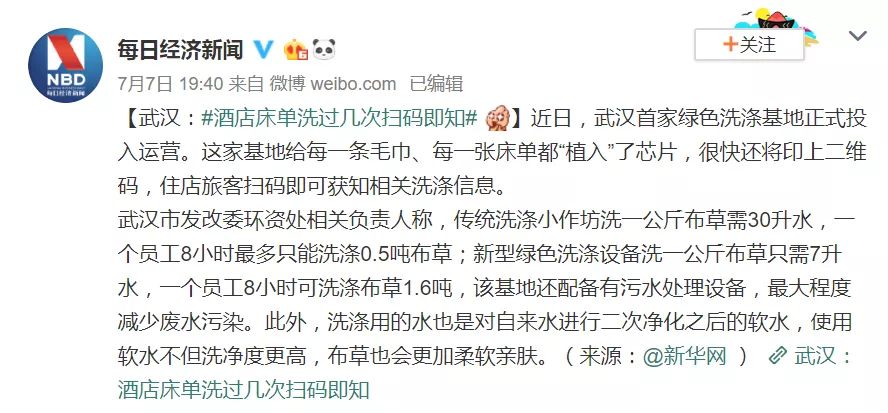 NBD
每日经济新闻
每日经济新闻
+关注
7月7日 19:40 来自 微博 weibo.com 已编辑
【武汉：#酒店床单洗过几次扫码即知# 】近日，武汉首家绿色洗涤基地正式投
入运营。这家基地给每一条毛巾、每一张床单都“植入”了芯片，很快还将印上二维
码，住店旅客扫码即可获知相关洗涤信息。
武汉市发改委环资处相关负责人称，传统洗涤小作坊洗一公斤布草需30升水，一
个员工8小时最多只能洗涤0.5吨布草；新型绿色洗涤设备洗一公斤布草只需7升
水，一个员工8小时可洗涤布草1.6吨，该基地还配备有污水处理设备，最大程度
减少废水污染。此外，洗涤用的水也是对自来水进行二次净化之后的软水，使用
软水不但洗净度更高，布草也会更加柔软亲肤。（来源：@新华网 ） 武汉：
酒店床单洗过几次扫码即知